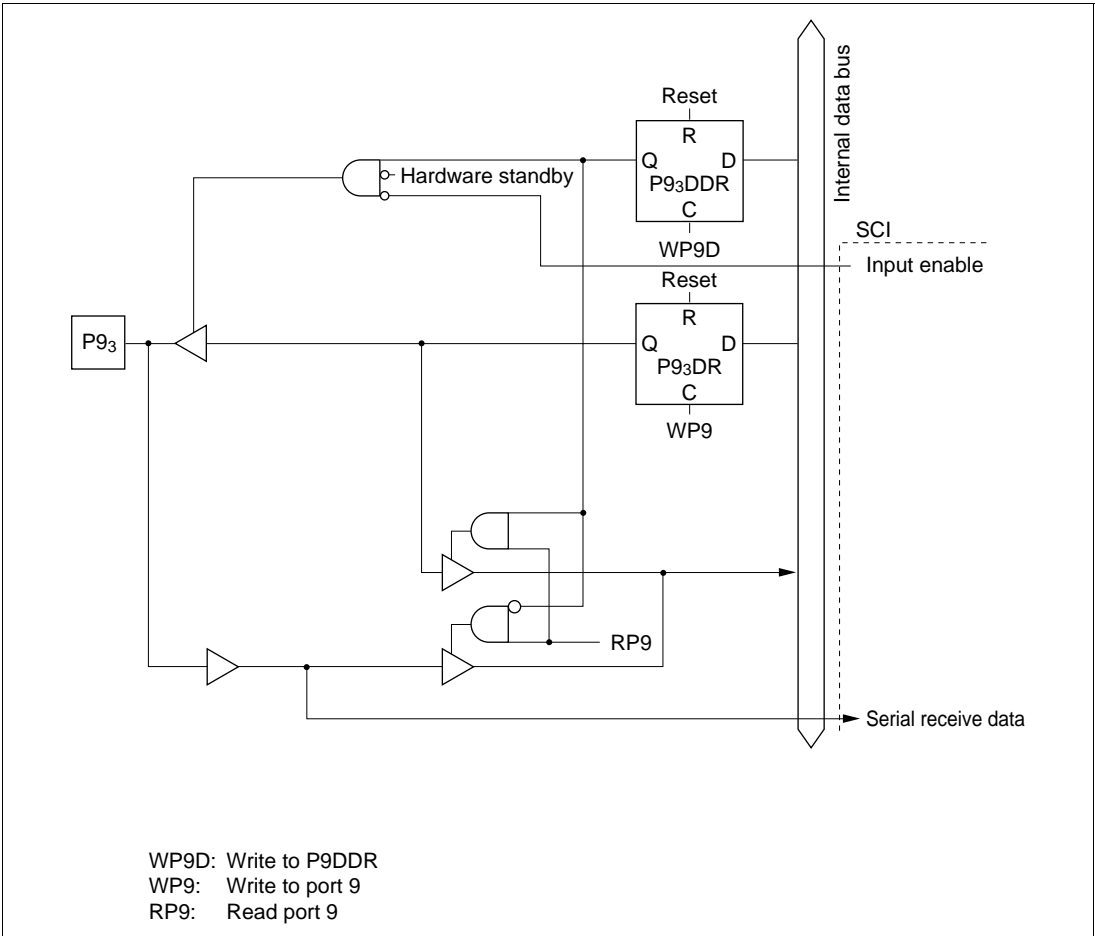 Reset
R
Q D
P93DDR
C
WP9D
Hardware standby
Internal data bus
SCI
Input enable
Reset
R
Q D
P93DR
C
WP9
P93
RP9
Serial receive data
WP9D: Write to P9DDR
WP9: Write to port 9
RP9: Read port 9